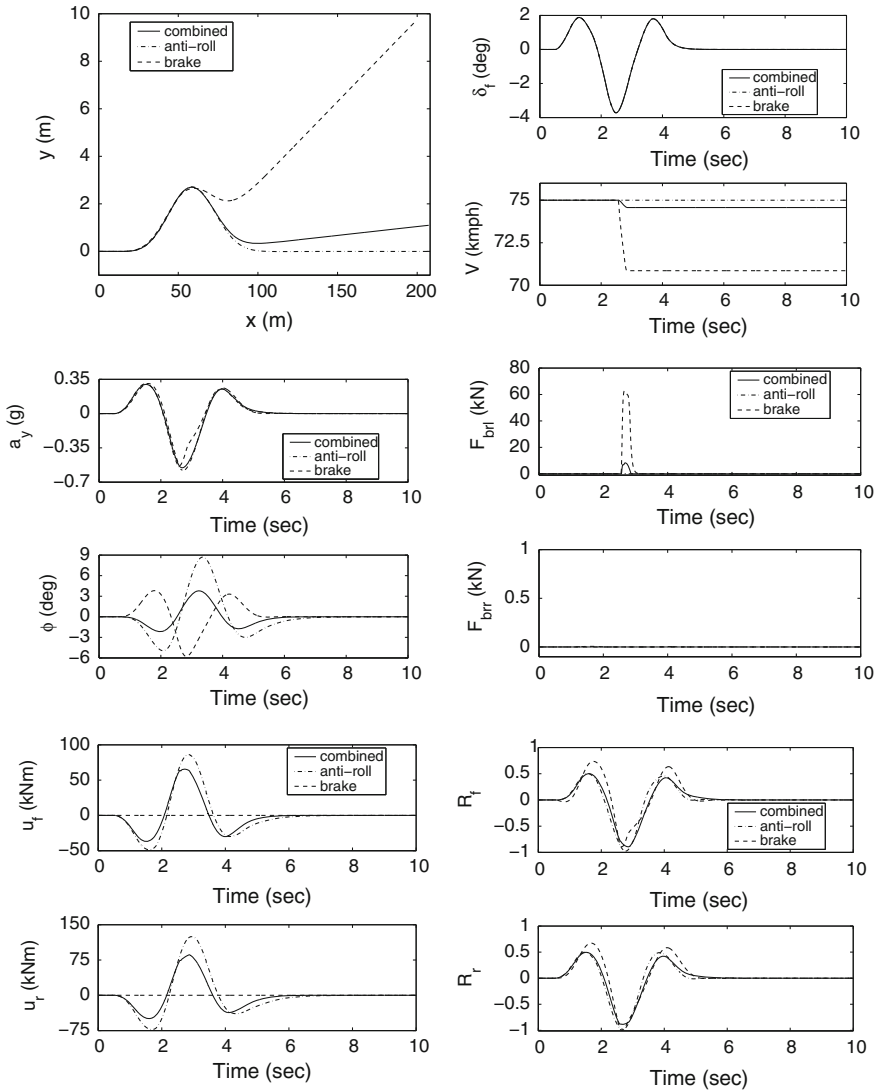 10
8
6
4
2
0
y (m)
combined
anti−roll
brake
0 50 100 150 200
x (m)
2
0
−2
−4
δf (deg)
combined
anti−roll
brake
0 2 4 6 8 10
Time (sec)
75
72.5
70
V (kmph)
0 2 4 6 8 10
Time (sec)
0.35
0
−0.35
−0.7
a_y (g)
combined
anti−roll
brake
0 2 4 6 8 10
Time (sec)
80
60
40
20
0
F_brl (kN)
combined
anti−roll
brake
0 2 4 6 8 10
Time (sec)
9
6
3
0
−3
−6
ϕ (deg)
0 2 4 6 8 10
Time (sec)
1
0.5
0
F_brr (kN)
0 2 4 6 8 10
Time (sec)
100
50
0
−50
u_f (kNm)
combined
anti−roll
brake
0 2 4 6 8 10
Time (sec)
1
0.5
0
−0.5
−1
R_f
combined
anti−roll
brake
0 2 4 6 8 10
Time (sec)
150
75
0
−75
u_r (kNm)
0 2 4 6 8 10
Time (sec)
1
0.5
0
−0.5
−1
R_r
0 2 4 6 8 10
Time (sec)